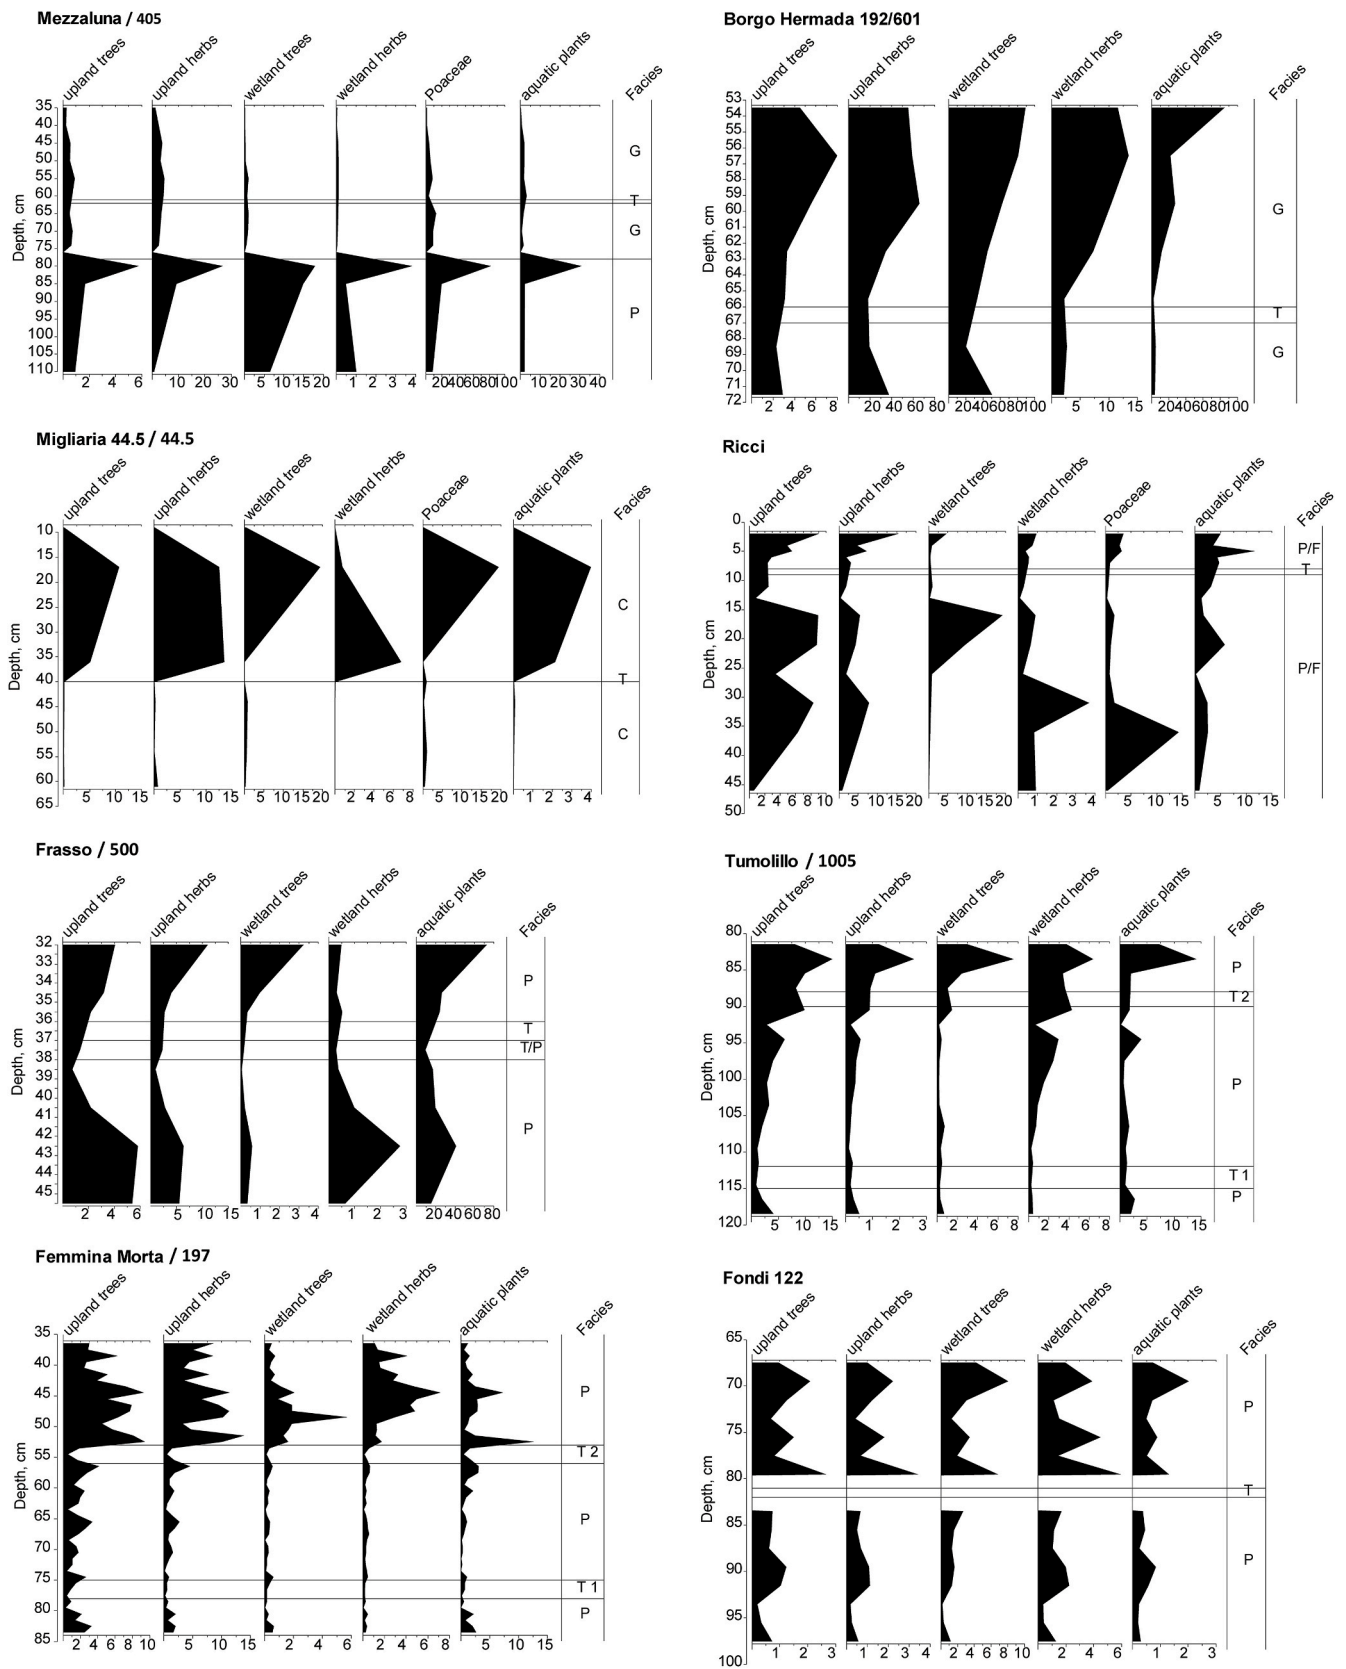 Mezzaluna / 405
upland trees upland herbs wetland trees wetland herbs Poaceae aquatic plants Facies
Depth, cm
35
40
45
50
55
60
65
70
75
80
85
90
95
100
105
110
G
T
G
P
2 4 6 10 20 30 5 10 15 20 1 2 3 4 20 40 60 80 100 10 20 30 40
Borgo Hermada 192/601
upland trees upland herbs wetland trees wetland herbs aquatic plants Facies
Depth, cm
53
54
55
56
57
58
59
60
62
63
65
66
67
68
69
70
71
72
G
T
G
2 4 6 8 20 40 60 80 20 40 60 80 100 5 10 15 20 40 60 80 100
Migliaria 44.5 / 44.5
upland trees upland herbs wetland trees wetland herbs Poaceae aquatic plants Facies
Depth, cm
10
15
20
25
30
35
40
45
50
55
60
65
C
T
C
5 10 15 5 10 15 5 10 15 20 2 4 6 8 5 10 15 20 1 2 3 4
Ricci
upland trees upland herbs wetland trees wetland herbs Poaceae aquatic plants Facies
Depth, cm
0
5
10
15
20
25
30
35
40
45
50
P/F
T
P/F
2 4 6 8 10 5 10 15 20 5 10 15 20 1 2 3 4 5 10 15 5 10 15
Frasso / 500
upland trees upland herbs wetland trees wetland herbs aquatic plants Facies
Depth, cm
32
33
34
35
36
37
38
39
40
41
42
43
44
45
P
T
T/P
P
2 4 6 5 10 15 1 2 3 4 1 2 3 20 40 60 80
Tumolillo / 1005
upland trees upland herbs wetland trees wetland herbs aquatic plants Facies
Depth, cm
80
85
90
95
100
105
110
115
120
P
T 2
P
T 1
P
5 10 15 1 2 3 2 4 6 8 2 4 6 8 5 10 15
Femmina Morta / 197
upland trees upland herbs wetland trees wetland herbs aquatic plants Facies
Depth, cm
35
40
45
50
55
60
65
70
75
80
85
P
T 2
P
T 1
P
2 4 6 8 10 5 10 15 2 4 6 2 4 6 8 5 10 15
Fondi 122
upland trees upland herbs wetland trees wetland herbs aquatic plants Facies
Depth, cm
65
70
75
80
85
90
95
100
P
T
P
1 2 3 1 2 3 4 2 4 6 8 10 2 4 6 1 2 3